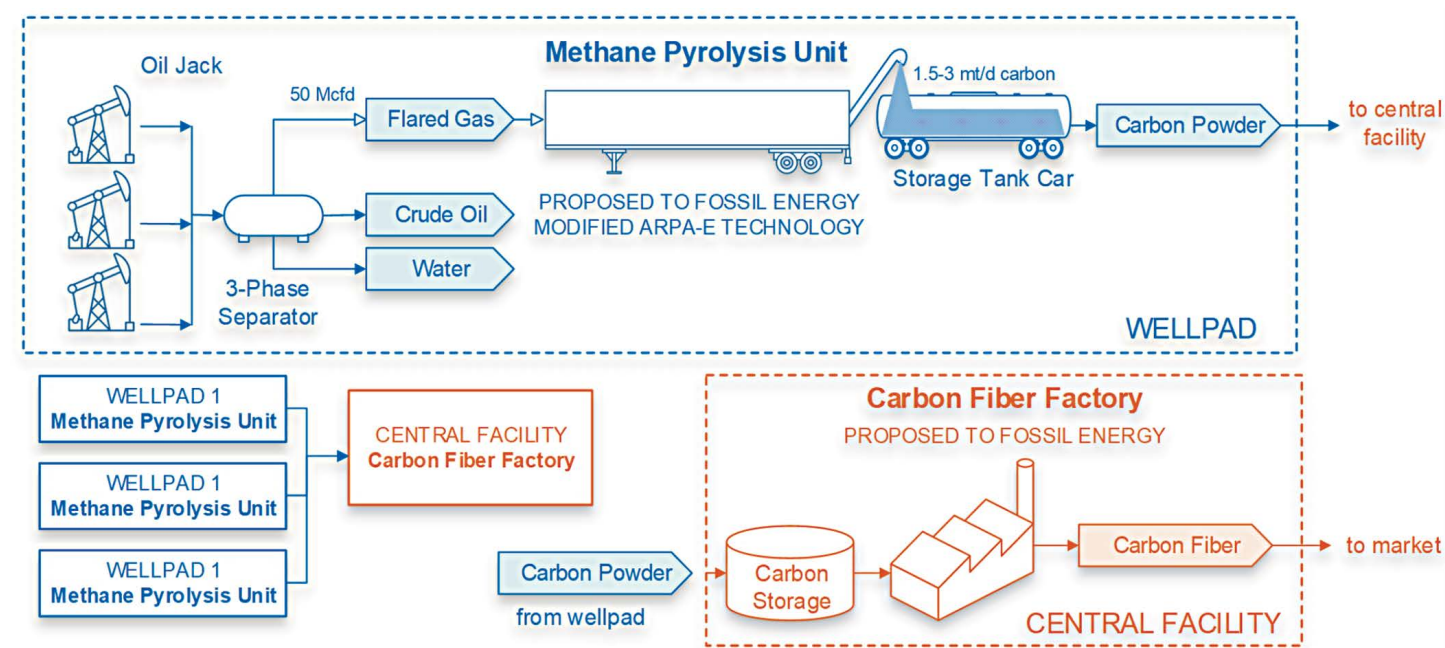 Methane Pyrolysis Unit
Oil Jack
50 Mcfd
Flared Gas
1.5-3 mt/d carbon
Carbon Powder
to central
facility
Storage Tank Car
PROPOSED TO FOSSIL ENERGY
MODIFIED ARPA-E TECHNOLOGY
Crude Oil
Water
3-Phase
Separator
WELLPAD
WELLPAD 1
Methane Pyrolysis Unit
WELLPAD 1
Methane Pyrolysis Unit
WELLPAD 1
Methane Pyrolysis Unit
CENTRAL FACILITY
Carbon Fiber Factory
Carbon Fiber Factory
PROPOSED TO FOSSIL ENERGY
Carbon Powder
from wellpad
Carbon
Storage
Carbon Fiber
to market
CENTRAL FACILITY